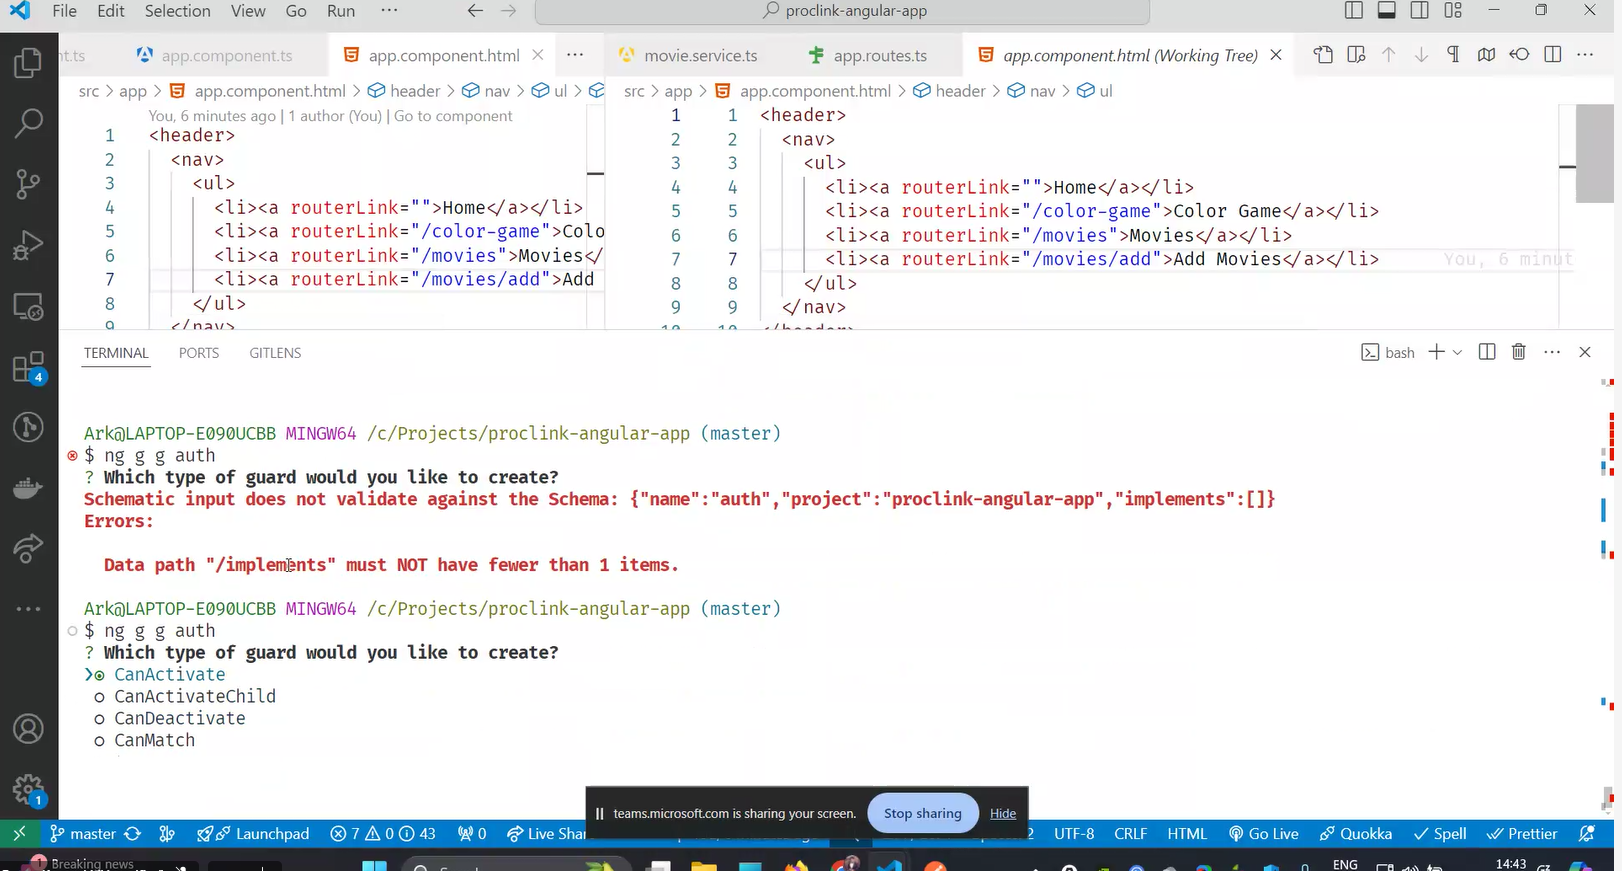 File Edit Selection View Go Run ··· proclink-angular-app
nt.ts app.component.ts app.component.html ··· movie.service.ts app.routes.ts app.component.html (Working Tree)
src > app > app.component.html > header > nav > ul >
src > app > app.component.html > header > nav > ul
You, 6 minutes ago | 1 author (You) | Go to component
1 <header>
2 <nav>
3 <ul>
4 <li><a routerLink="">Home</a></li>
5 <li><a routerLink="/color-game">Colo
6 <li><a routerLink="/movies">Movies</
7 <li><a routerLink="/movies/add">Add
8 </ul>
9 </nav>
1 1 <header>
2 2 <nav>
3 3 <ul>
4 4 <li><a routerLink="">Home</a></li>
5 5 <li><a routerLink="/color-game">Color Game</a></li>
6 6 <li><a routerLink="/movies">Movies</a></li>
7 7 <li><a routerLink="/movies/add">Add Movies</a></li> You, 6 minut
8 8 </ul>
9 9 </nav>
10 10 </header>
TERMINAL PORTS GITLENS bash
Ark@LAPTOP-E090UCBB MINGW64 /c/Projects/proclink-angular-app (master)
$ ng g g auth
? Which type of guard would you like to create?
Schematic input does not validate against the Schema: {"name":"auth","project":"proclink-angular-app","implements":[]}
Errors:
Data path "/implements" must NOT have fewer than 1 items.
Ark@LAPTOP-E090UCBB MINGW64 /c/Projects/proclink-angular-app (master)
$ ng g g auth
? Which type of guard would you like to create?
❯◉ CanActivate
○ CanActivateChild
○ CanDeactivate
○ CanMatch
4
1
teams.microsoft.com is sharing your screen. Stop sharing Hide
master Launchpad 7 0 43 0 Live Shar 2 UTF-8 CRLF HTML Go Live Quokka Spell Prettier
1 Breaking news ENG 14:43